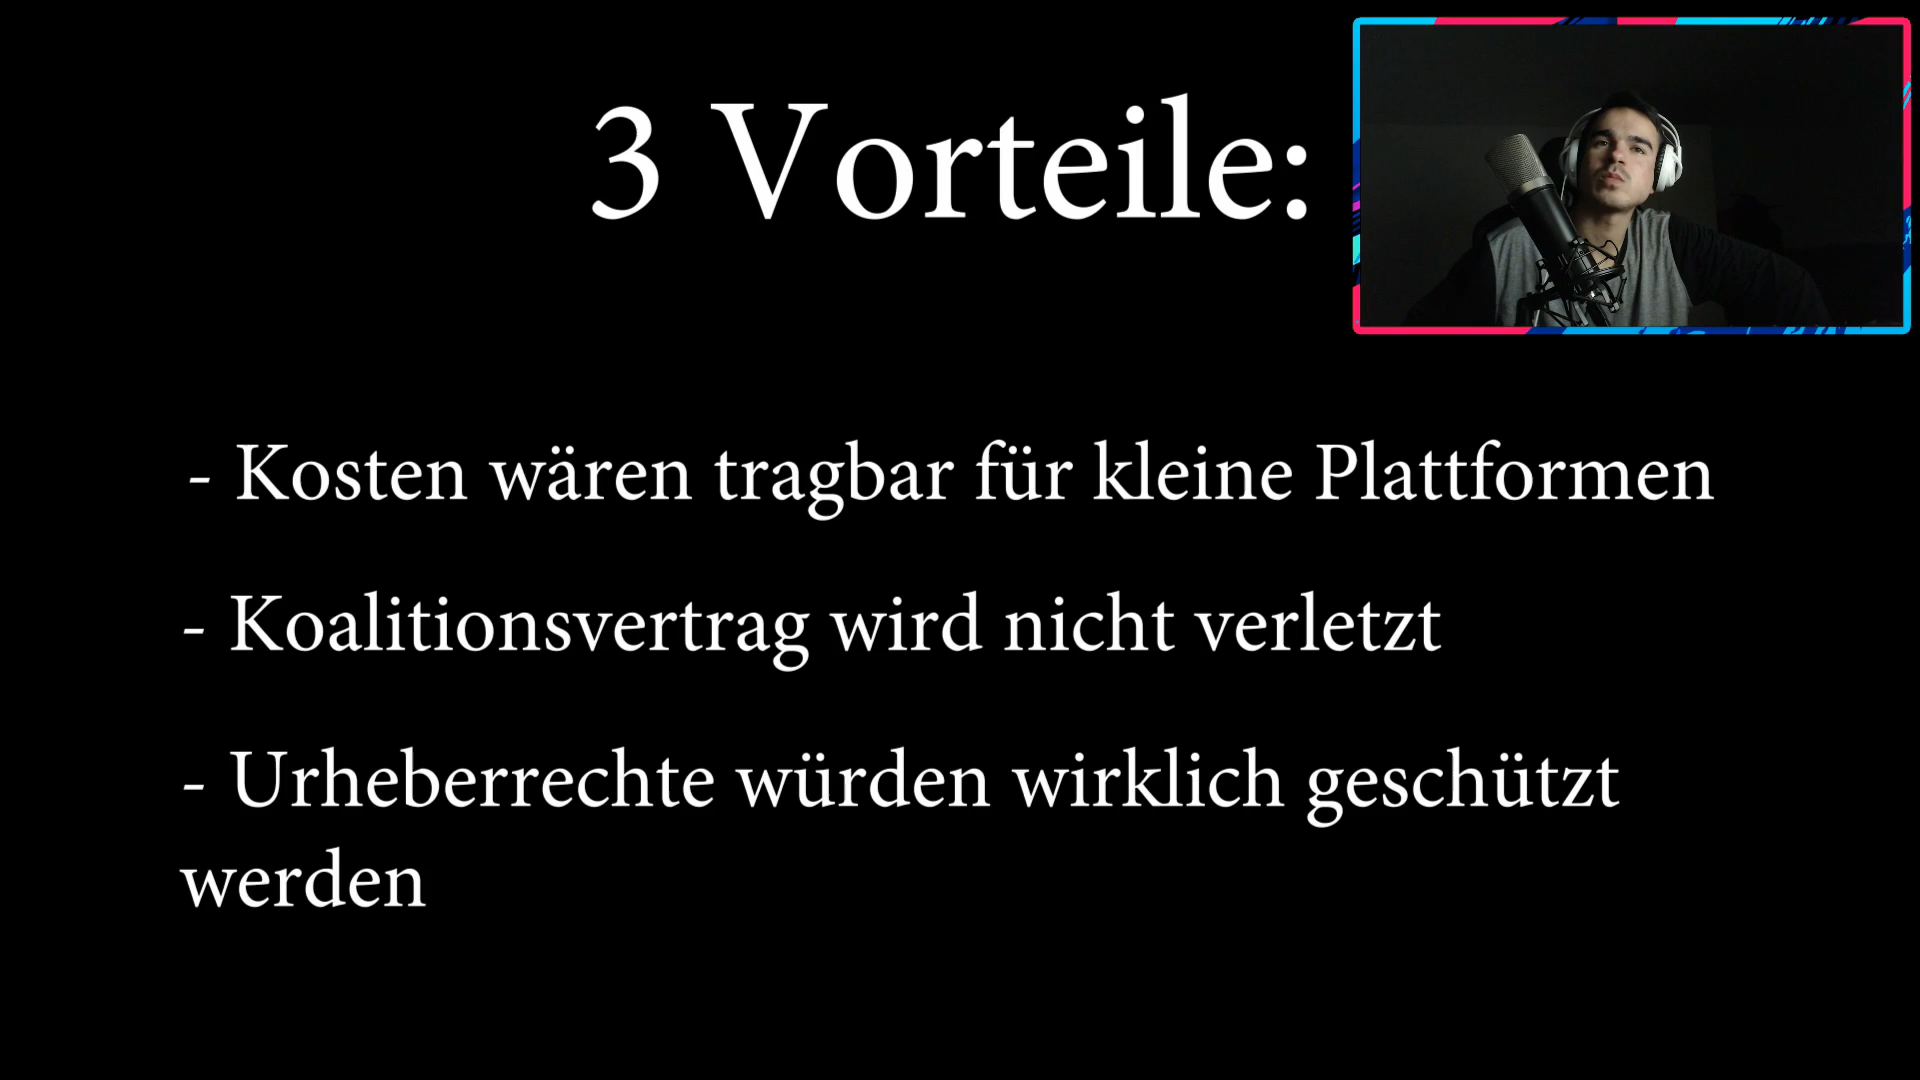 3 Vorteile:
- Kosten wären tragbar für kleine Plattformen
- Koalitionsvertrag wird nicht verletzt
- Urheberrechte würden wirklich geschützt
werden